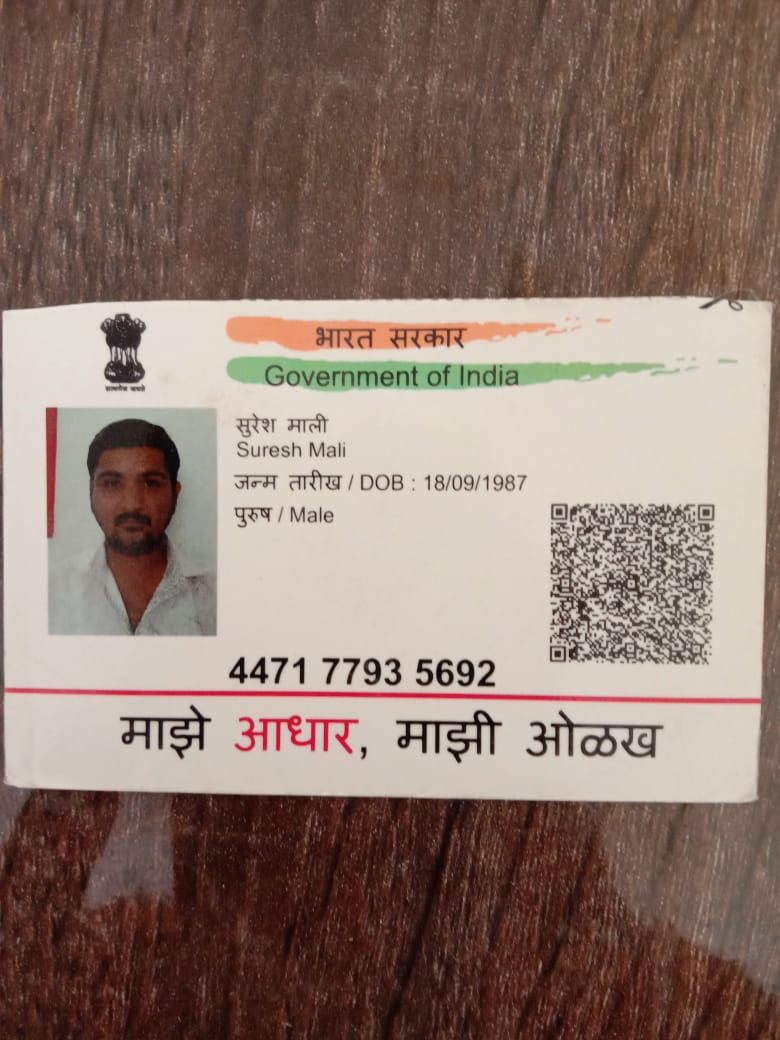 भारत सरकार
Government of India
सत्यमेव जयते
सुरेश माली
Suresh Mali
जन्म तारीख / DOB : 18/09/1987
पुरुष / Male
4471 7793 5692
माझे आधार, माझी ओळख